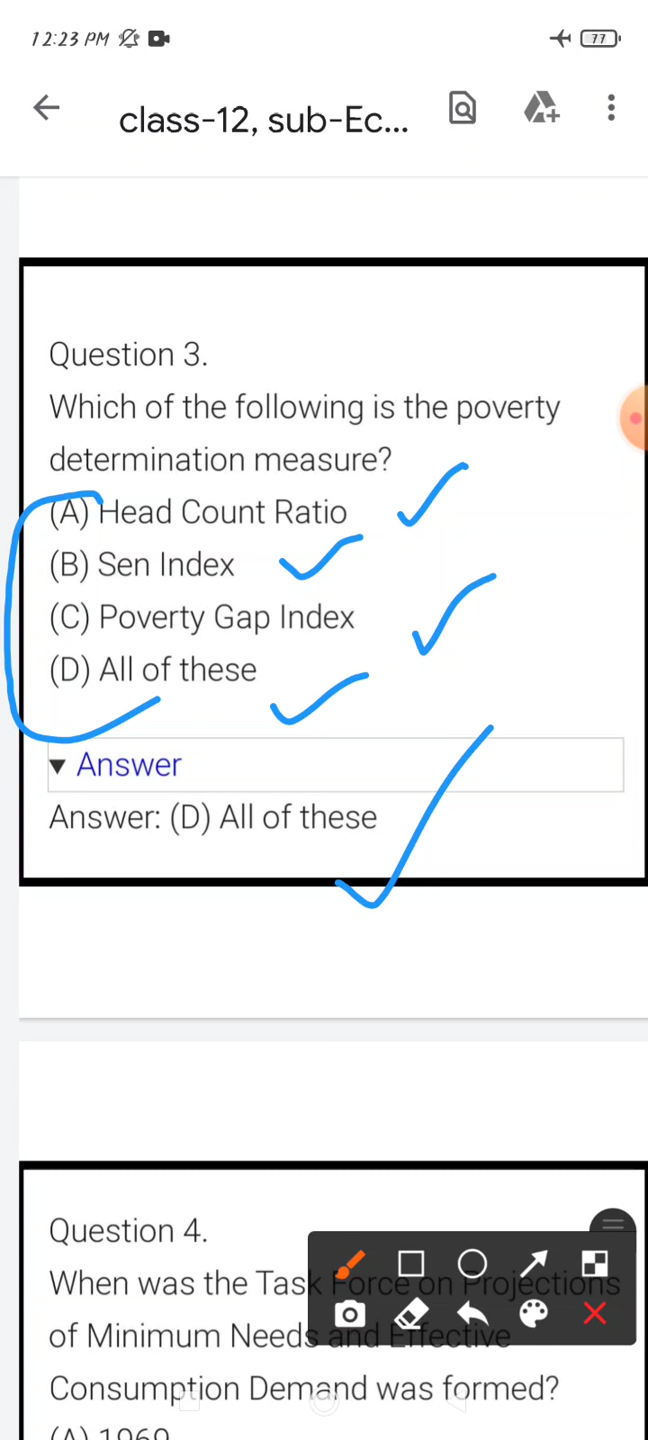 12:23 PM
77
class-12, sub-Ec...
Question 3.
Which of the following is the poverty
determination measure?
(A) Head Count Ratio
(B) Sen Index
(C) Poverty Gap Index
(D) All of these
Answer
Answer: (D) All of these
Question 4.
When was the Task Force on Projections
of Minimum Needs and Effective
Consumption Demand was formed?
(A) 1969